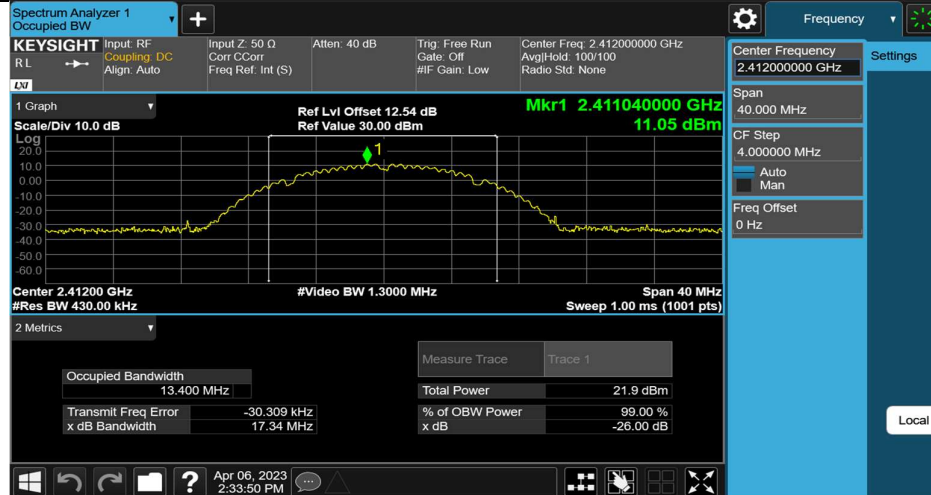 Spectrum Analyzer 1
Occupied BW
Frequency
KEYSIGHT
R L
LXI
Input: RF
Coupling: DC
Align: Auto
Input Z: 50 Ω
Corr CCorr
Freq Ref: Int (S)
Atten: 40 dB
Trig: Free Run
Gate: Off
#IF Gain: Low
Center Freq: 2.412000000 GHz
Avg|Hold: 100/100
Radio Std: None
Center Frequency
2.412000000 GHz
Settings
Span
40.000 MHz
CF Step
4.000000 MHz
Auto
Man
Freq Offset
0 Hz
Local
1 Graph
Scale/Div 10.0 dB
Ref Lvl Offset 12.54 dB
Ref Value 30.00 dBm
Mkr1 2.411040000 GHz
11.05 dBm
Log
20.0
10.0
0.00
-10.0
-20.0
-30.0
-40.0
-50.0
-60.0
1
Center 2.41200 GHz
#Res BW 430.00 kHz
#Video BW 1.3000 MHz
Span 40 MHz
Sweep 1.00 ms (1001 pts)
2 Metrics
Measure Trace Trace 1
Occupied Bandwidth
13.400 MHz
Total Power 21.9 dBm
Transmit Freq Error -30.309 kHz
% of OBW Power 99.00 %
x dB Bandwidth 17.34 MHz
x dB -26.00 dB
?
Apr 06, 2023
2:33:50 PM